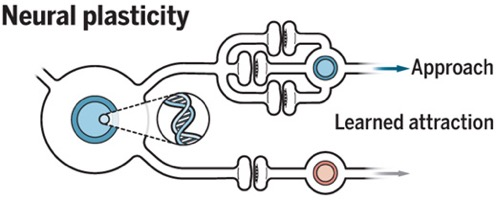 Neural plasticity
Approach
Learned attraction